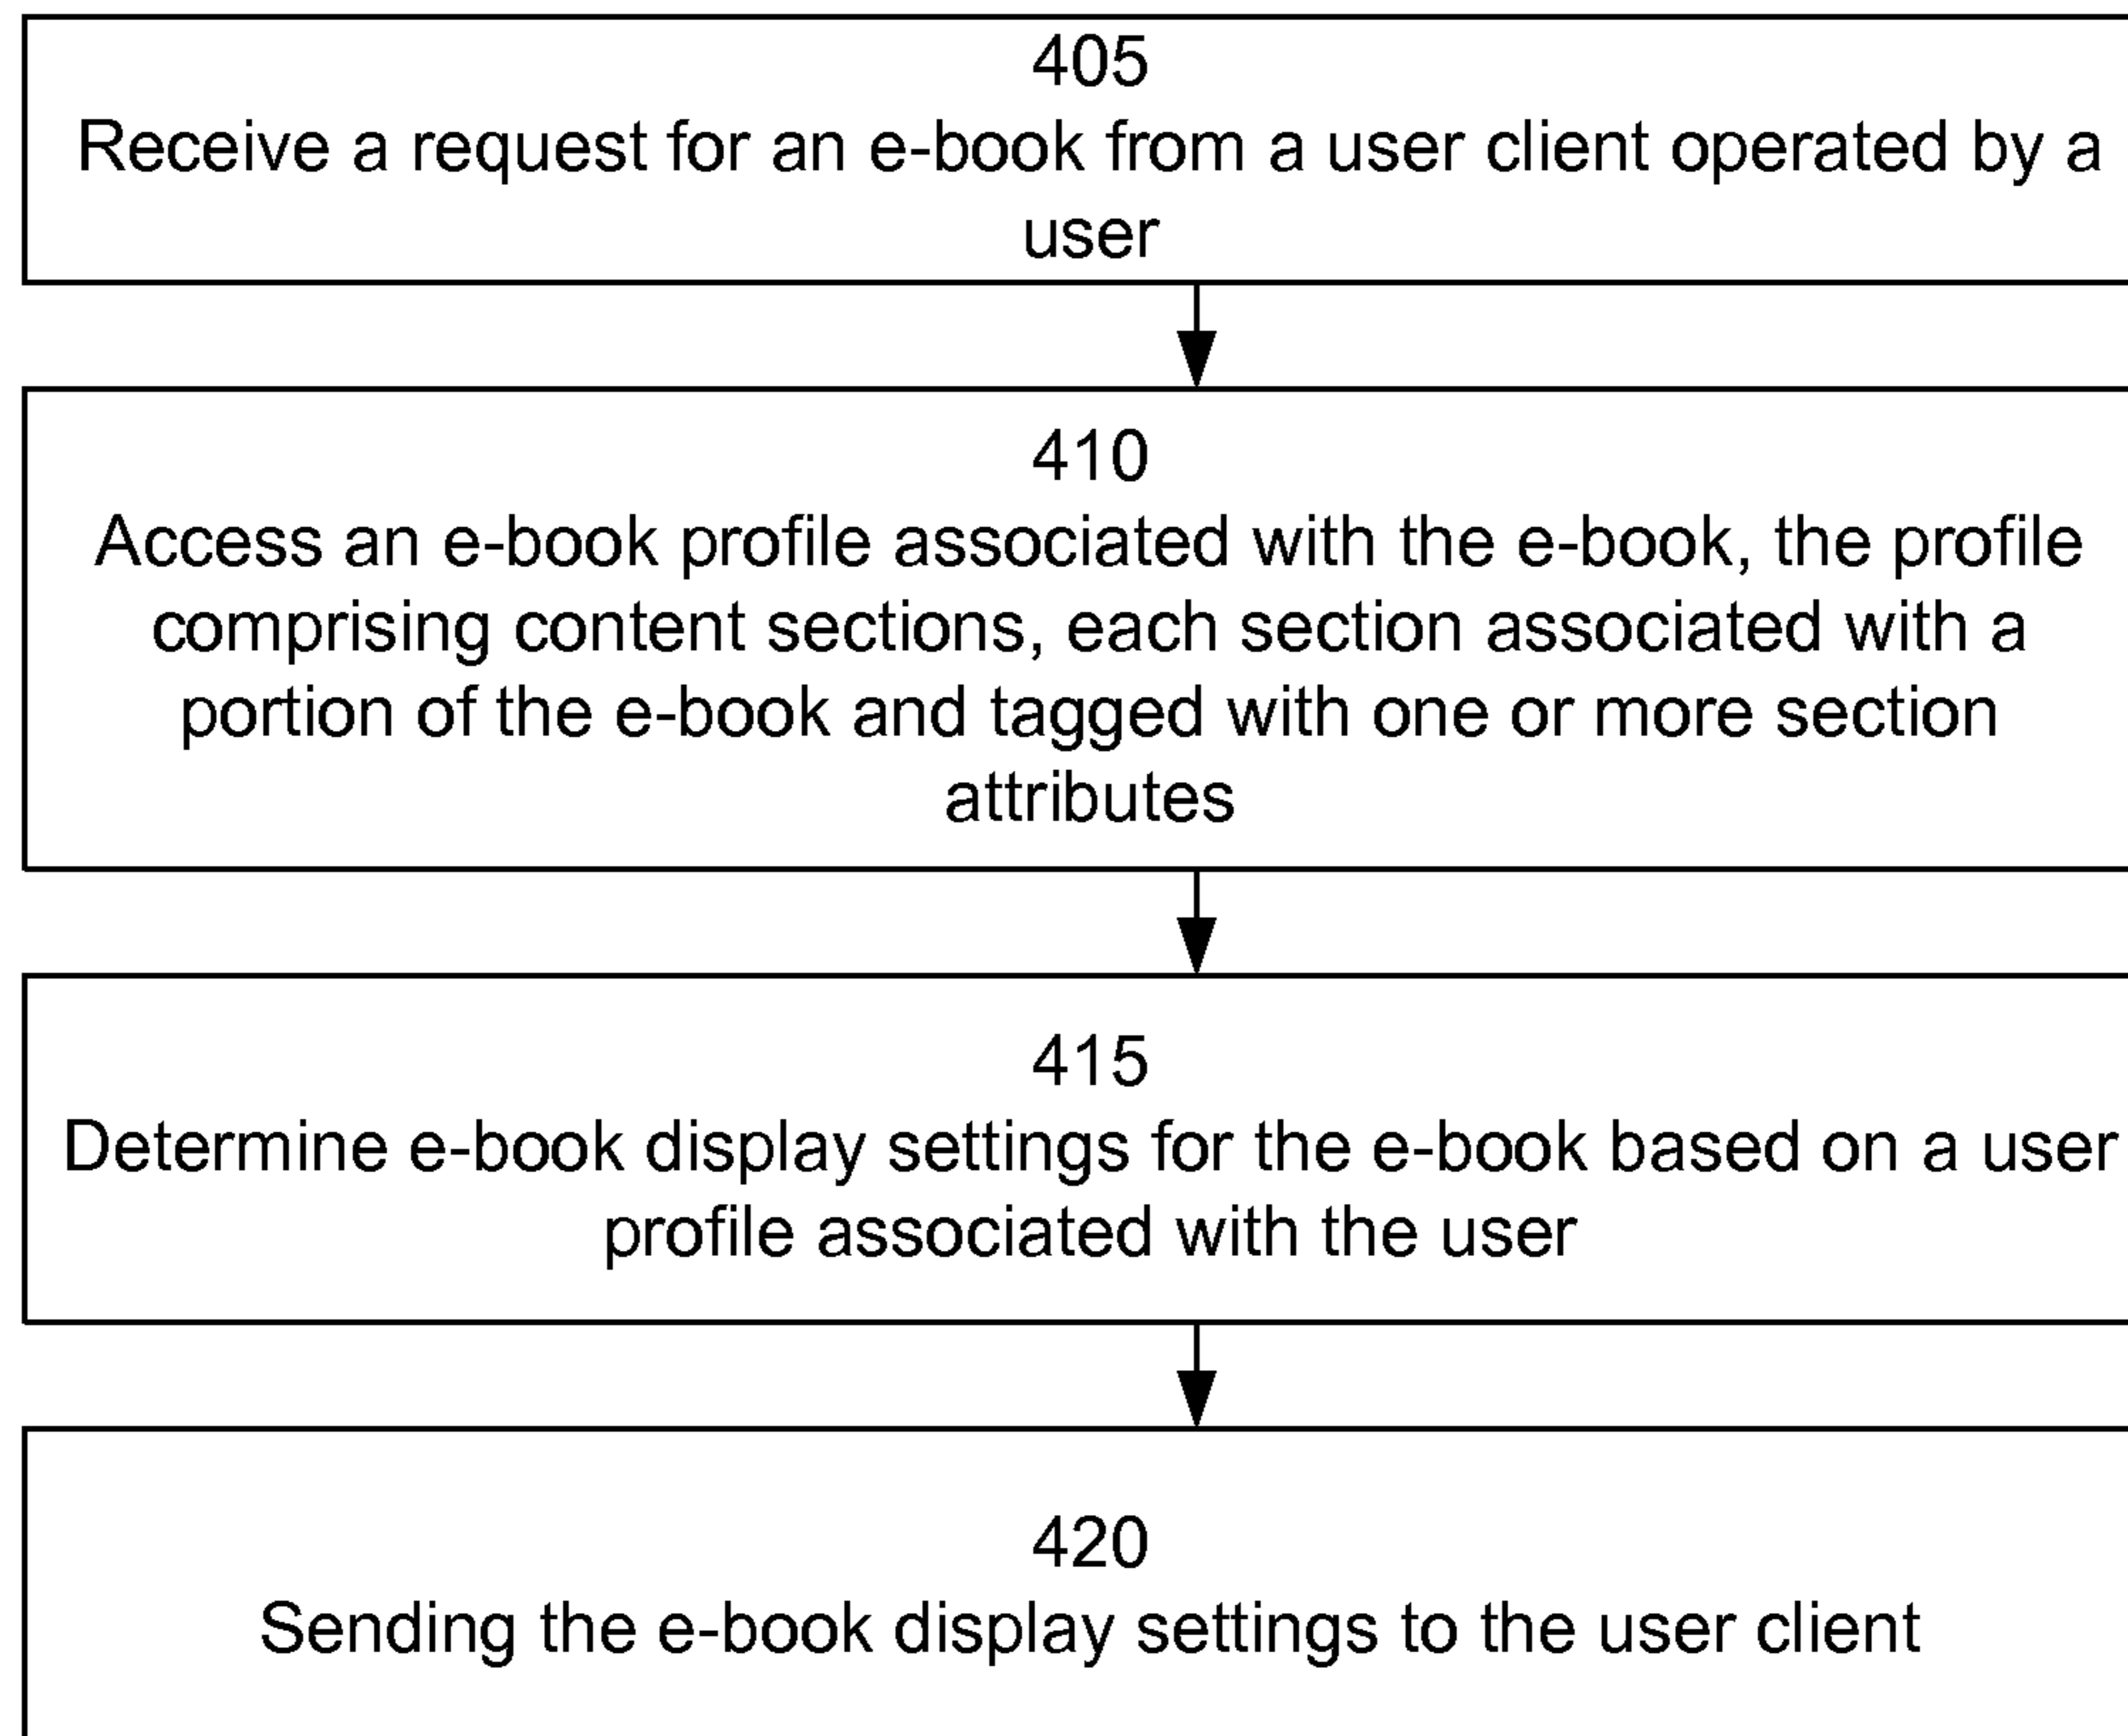 405
Receive a request for an e-book from a user client operated by a
user
410
Access an e-book profile associated with the e-book, the profile
comprising content sections, each section associated with a
portion of the e-book and tagged with one or more section
attributes
415
Determine e-book display settings for the e-book based on a user
profile associated with the user
420
Sending the e-book display settings to the user client